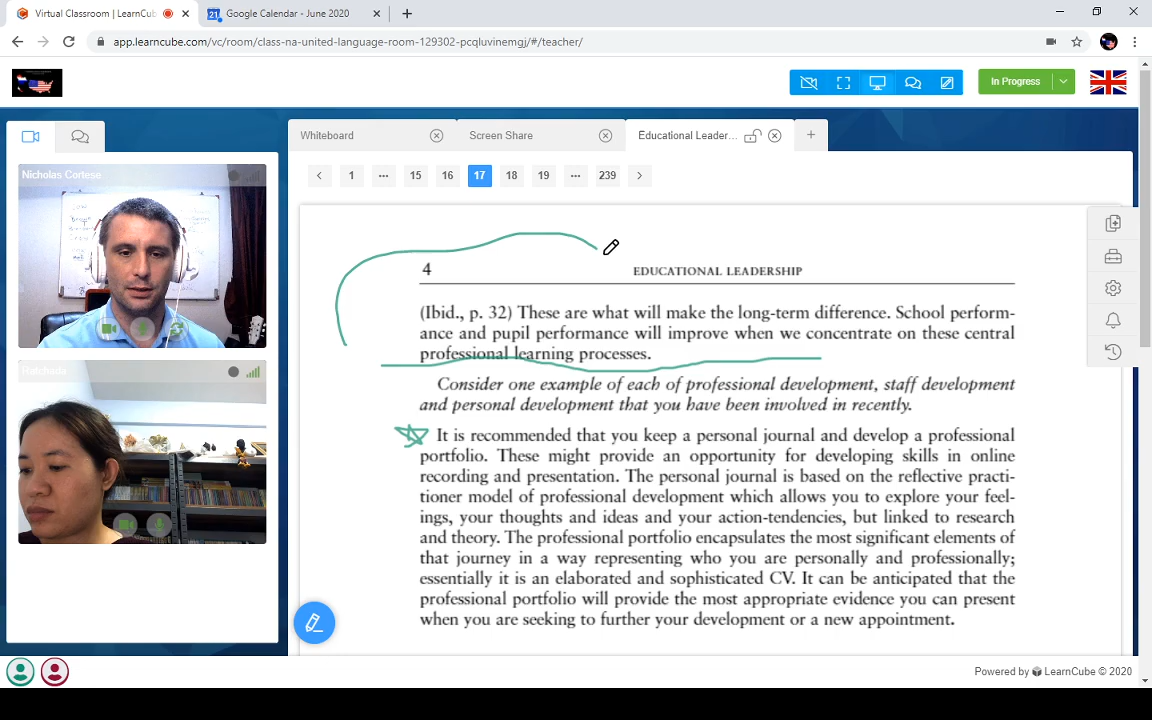 Virtual Classroom | LearnCub
Google Calendar - June 2020
app.learncube.com/vc/room/class-na-united-language-room-129302-pcqluvinemgj/#/teacher/
In Progress
Whiteboard
Screen Share
Educational Leader...
Nicholas Cortese
Ratchada
1 ... 15 16 17 18 19 ... 239
4 EDUCATIONAL LEADERSHIP
(Ibid., p. 32) These are what will make the long-term difference. School perform-
ance and pupil performance will improve when we concentrate on these central
professional learning processes.
Consider one example of each of professional development, staff development
and personal development that you have been involved in recently.
It is recommended that you keep a personal journal and develop a professional
portfolio. These might provide an opportunity for developing skills in online
recording and presentation. The personal journal is based on the reflective practi-
tioner model of professional development which allows you to explore your feel-
ings, your thoughts and ideas and your action-tendencies, but linked to research
and theory. The professional portfolio encapsulates the most significant elements of
that journey in a way representing who you are personally and professionally;
essentially it is an elaborated and sophisticated CV. It can be anticipated that the
professional portfolio will provide the most appropriate evidence you can present
when you are seeking to further your development or a new appointment.
Powered by LearnCube © 2020